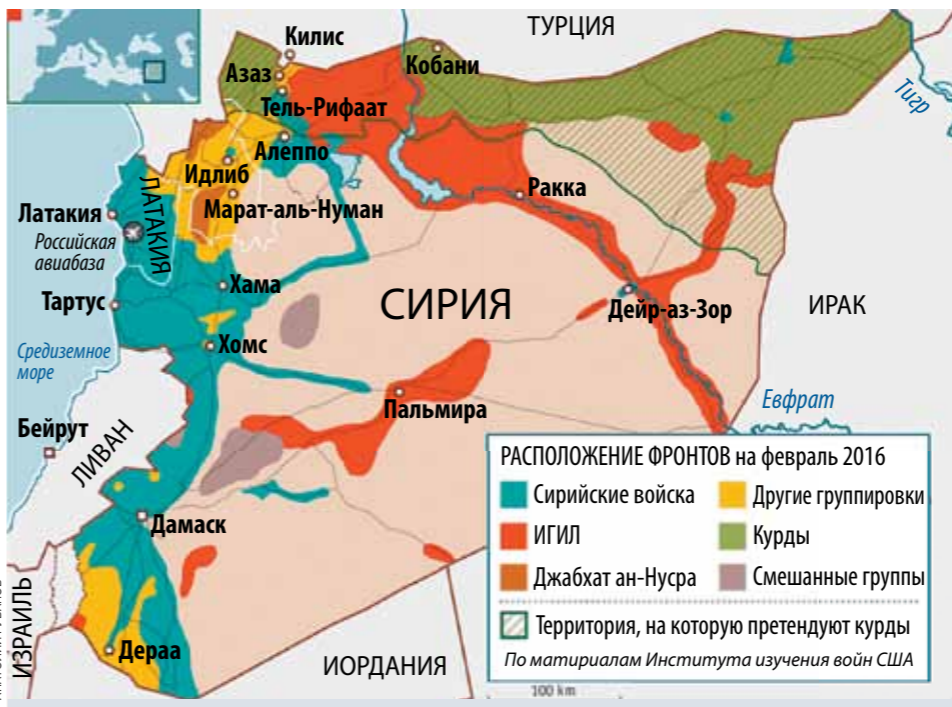 ТУРЦИЯ
Килис
Кобани
Азаз
Тигр
Тель-Рифаат
Алеппо
Идлиб
Ракка
Марат-аль-Нуман
ЛАТАКИЯ
Латакия
Российская
авиабаза
Хама
СИРИЯ
Тартус
Дейр-аз-Зор
ИРАК
Хомс
Средиземное
море
Пальмира
Евфрат
Бейрут
ЛИВАН
Дамаск
ИЗРАИЛЬ
Дераа
ИОРДАНИЯ
РАСПОЛОЖЕНИЕ ФРОНТОВ на февраль 2016
Сирийские войска
Другие группировки
ИГИЛ
Курды
Джабхат ан-Нусра
Смешанные группы
Территория, на которую претендуют курды
По матириалам Института изучения войн США
100 km